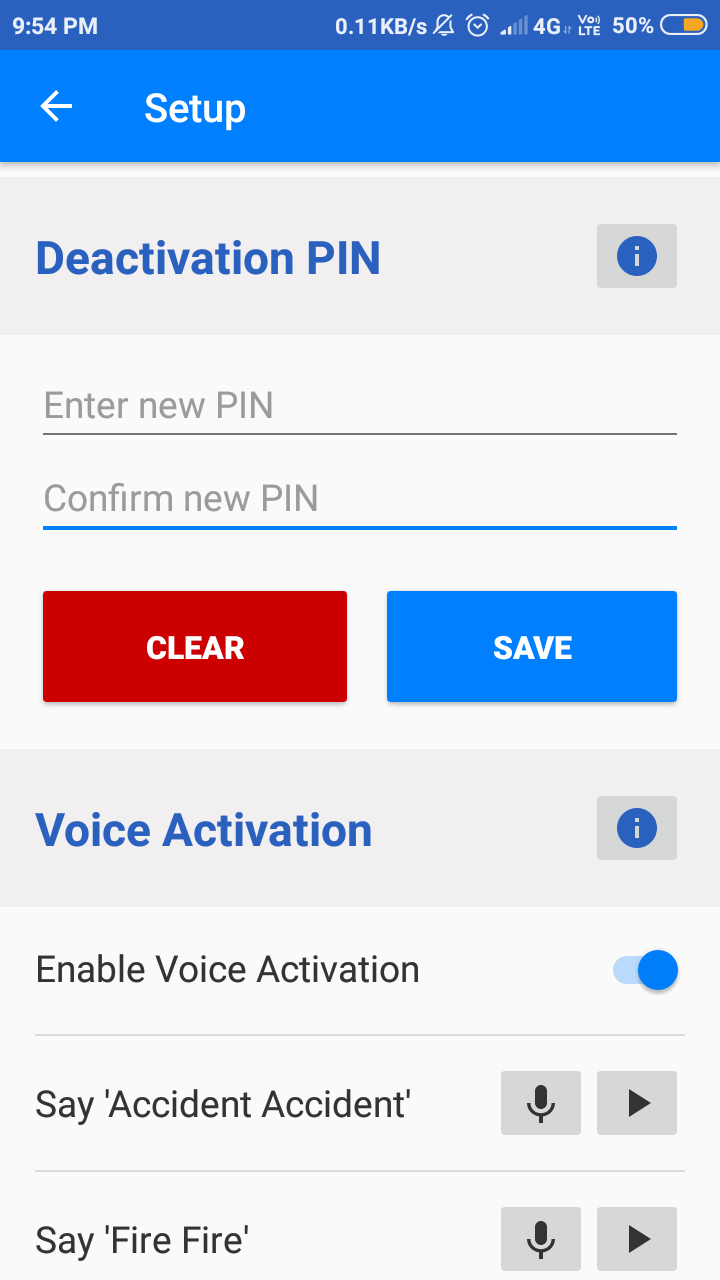 9:54 PM 0.11KB/s 4G VoLTE 50%
Setup
Deactivation PIN
Enter new PIN
Confirm new PIN
CLEAR SAVE
Voice Activation
Enable Voice Activation
Say 'Accident Accident'
Say 'Fire Fire'